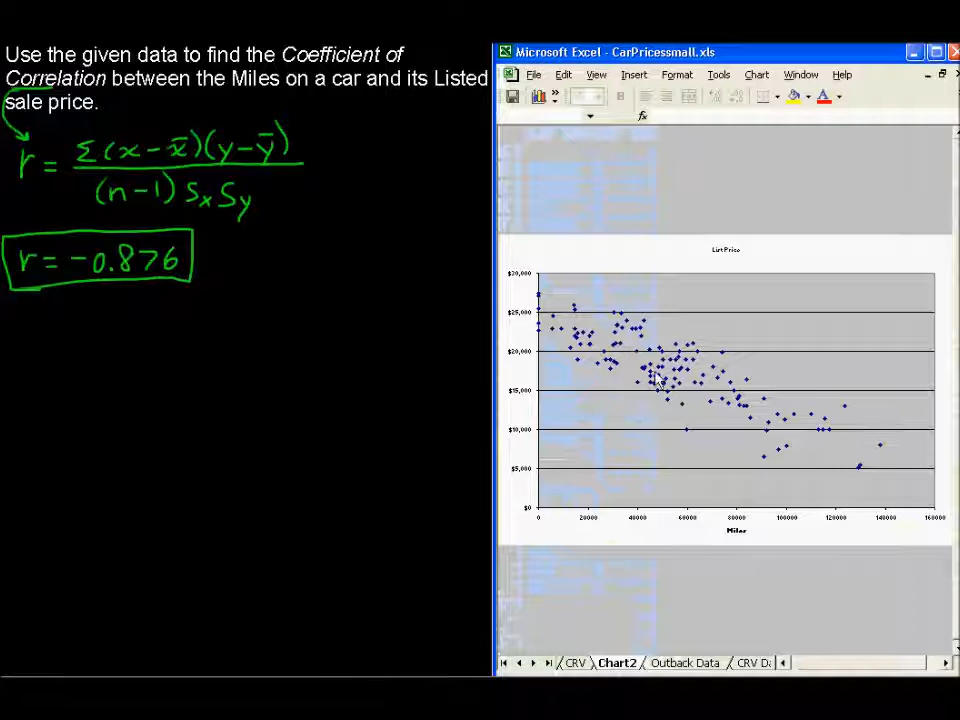 Use the given data to find the Coefficient of
Correlation between the Miles on a car and its Listed
sale price.
r = Σ(x - x̄)(y - ȳ)
(n - 1) Sx Sy
r = -0.876
Microsoft Excel - CarPricessmall.xls
File Edit View Insert Format Tools Chart Window Help
fx
List Price
$30,000
$25,000
$20,000
$15,000
$10,000
$5,000
$0
0 20000 40000 60000 80000 100000 120000 140000 160000
Miles
CRV Chart2 Outback Data CRV Da